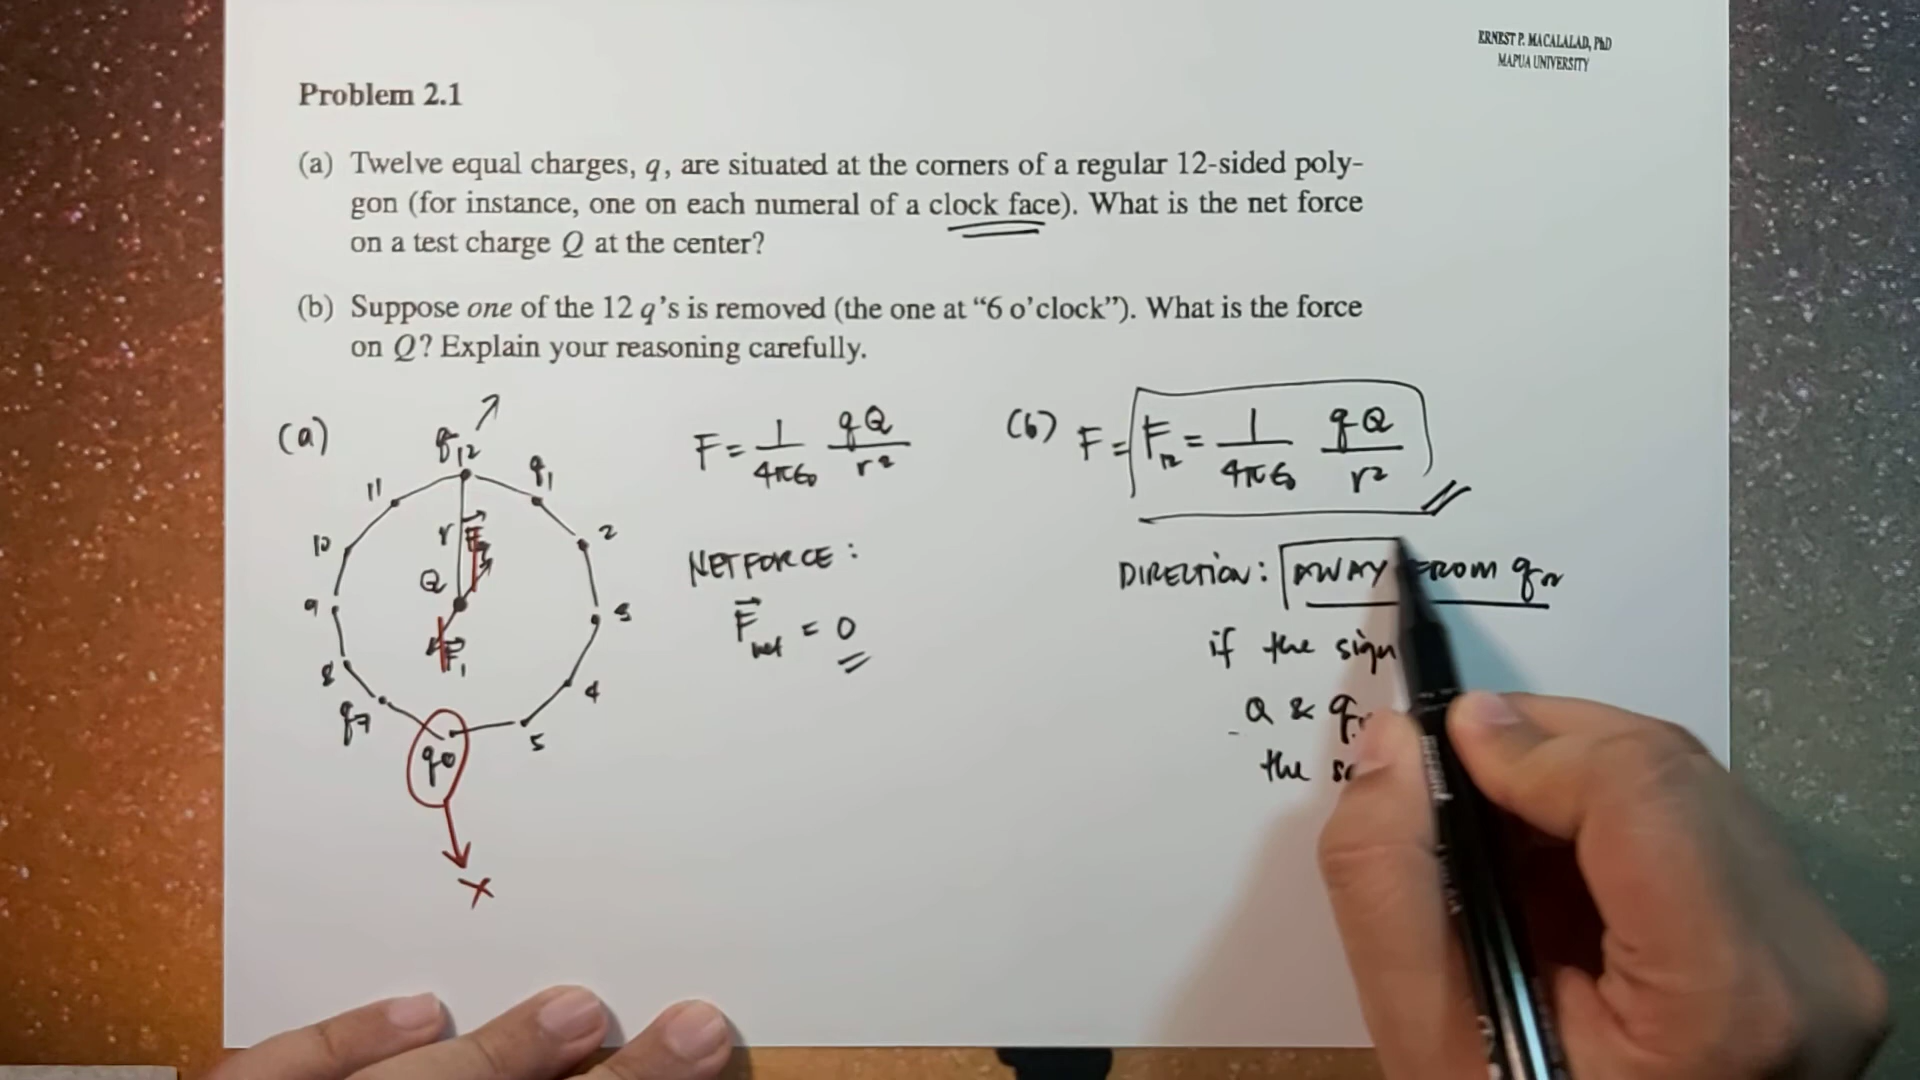 ERNEST P. MACALALAD, PhD
MAPUA UNIVERSITY
Problem 2.1
(a) Twelve equal charges, q, are situated at the corners of a regular 12-sided poly-
gon (for instance, one on each numeral of a clock face). What is the net force
on a test charge Q at the center?
(b) Suppose one of the 12 q's is removed (the one at “6 o'clock”). What is the force
on Q? Explain your reasoning carefully.
(a)
q12
q1
2
3
4
5
q7
8
9
10
11
r
Q
F1
X
F = 1/4πε0 qQ/r²
NET FORCE:
F net = 0
(b) F = F12 = 1/4πε0 qQ/r²
DIRECTION: AWAY FROM q12
if the sign
Q & q
the